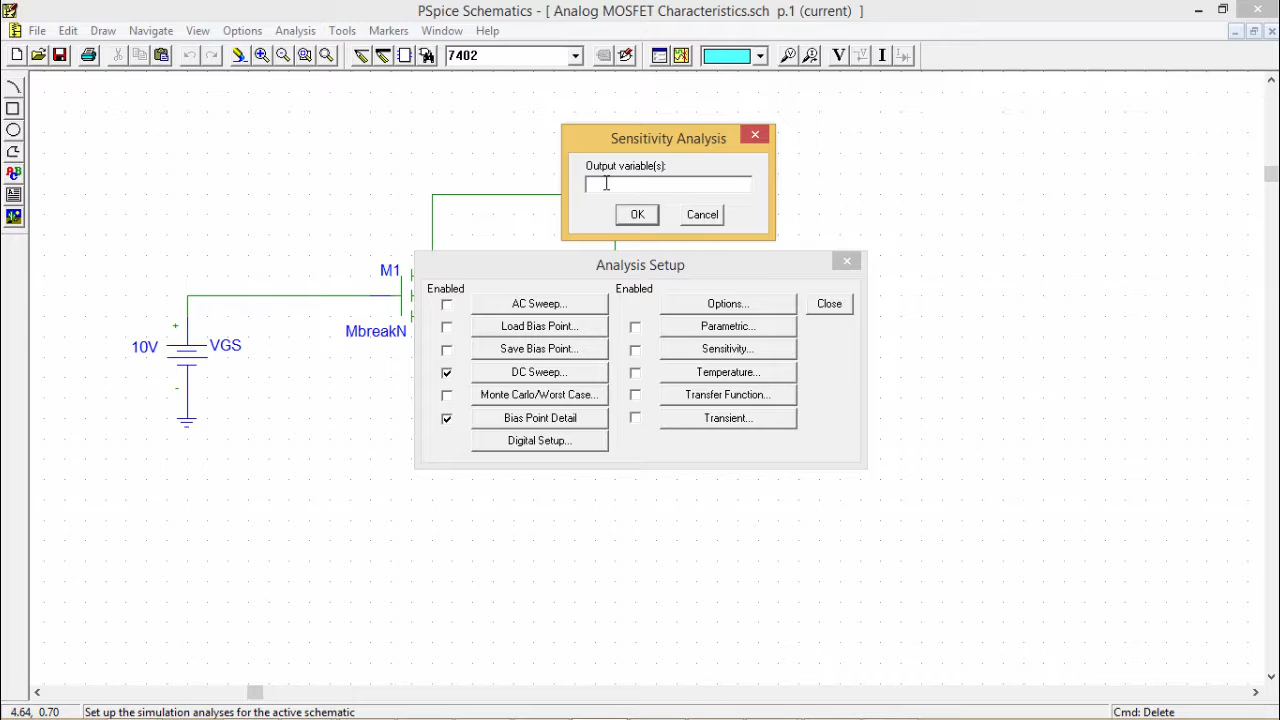 PSpice Schematics - [ Analog MOSFET Characteristics.sch p.1 (current) ]
File Edit Draw Navigate View Options Analysis Tools Markers Window Help
7402
V I
Sensitivity Analysis
Output variable(s):
OK Cancel
Analysis Setup
Enabled Enabled
AC Sweep... Options... Close
Load Bias Point... Parametric...
Save Bias Point... Sensitivity...
DC Sweep... Temperature...
Monte Carlo/Worst Case... Transfer Function...
Bias Point Detail Transient...
Digital Setup...
M1
MbreakN
+
10V VGS
-
4.64, 0.70 Set up the simulation analyses for the active schematic Cmd: Delete